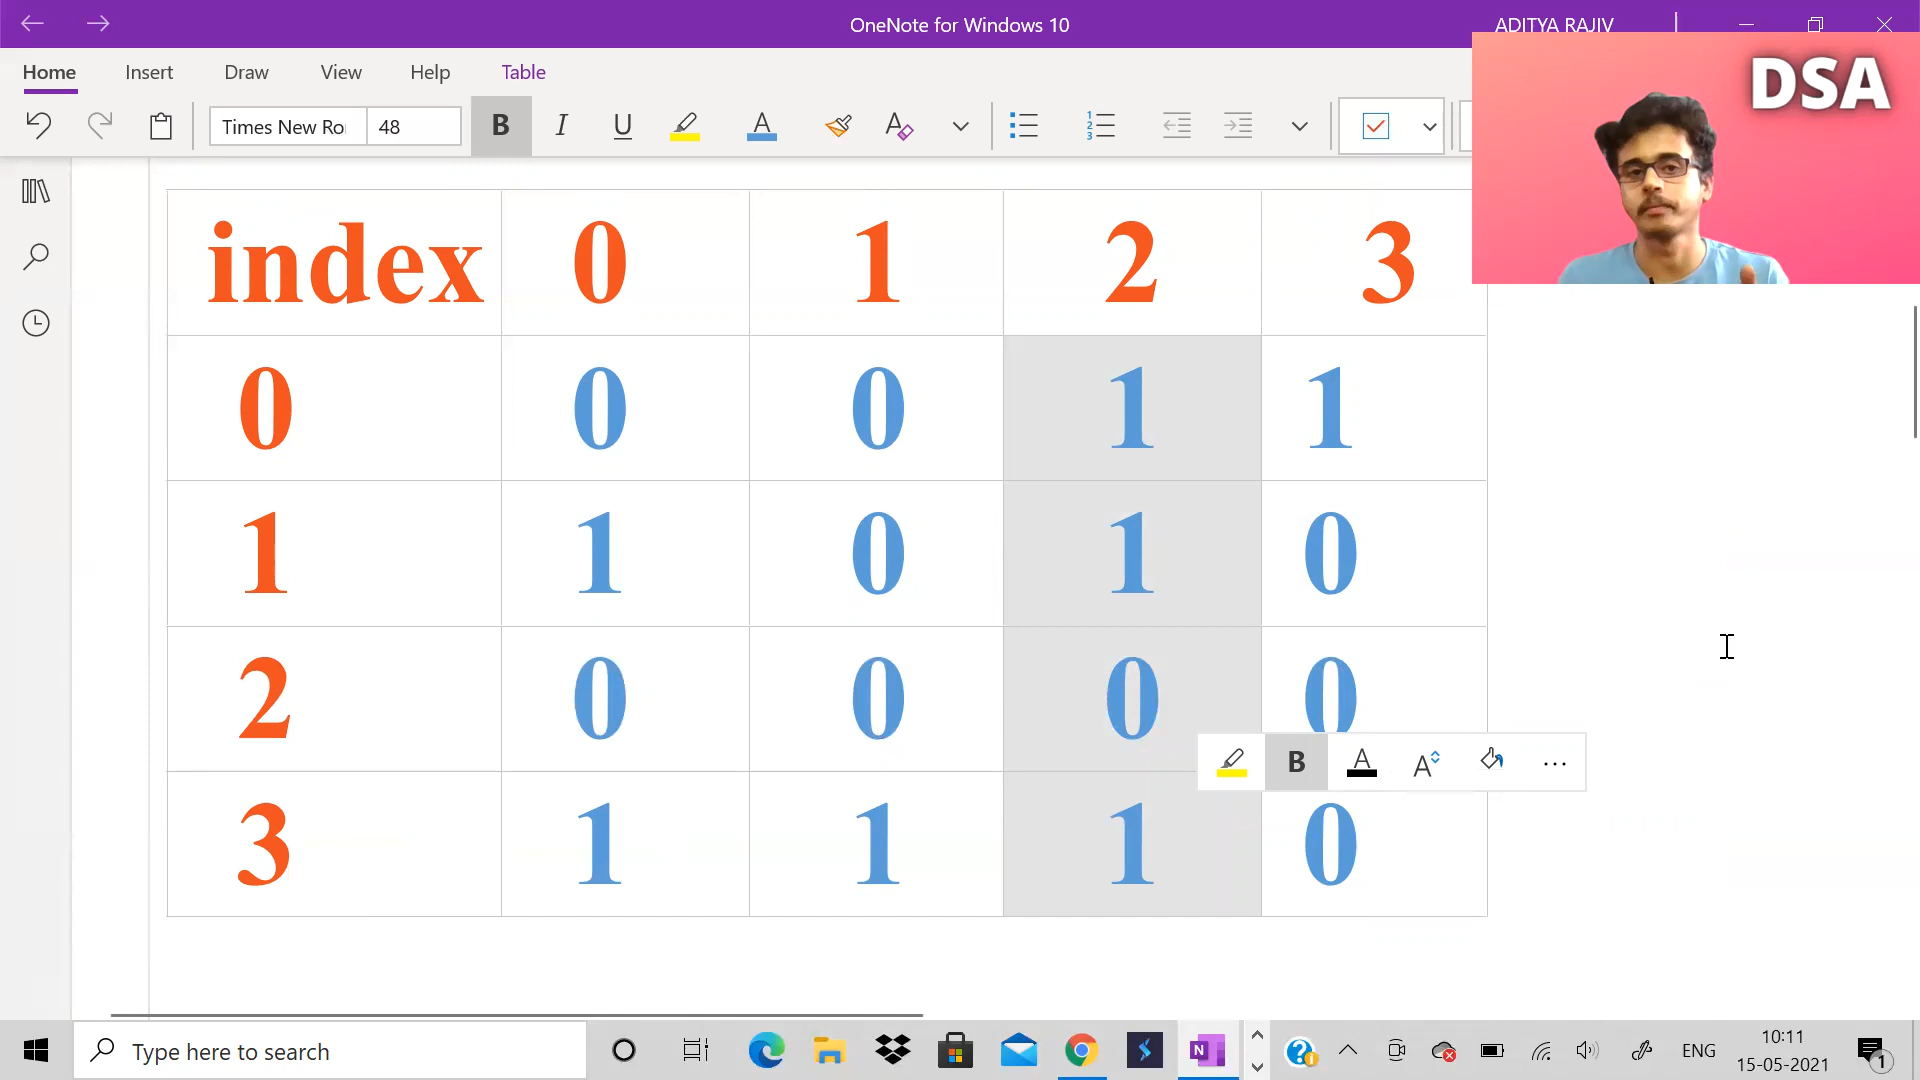 OneNote for Windows 10
ADITYA RAJIV
Home Insert Draw View Help Table
DSA
Times New Ro 48 B I U A A
index 0 1 2 3
0 0 0 1 1
1 1 0 1 0
2 0 0 0 0
B A A
3 1 1 1 0
Type here to search
ENG
10:11
15-05-2021
1